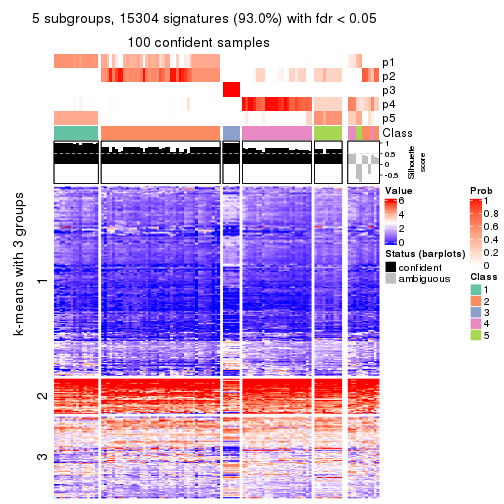 5 subgroups, 15304 signatures (93.0%) with fdr < 0.05
100 confident samples
p1
p2
p3
p4
p5
Class
1
0.5
0
-0.5
Silhouette
score
k-means with 3 groups
1
2
3
Value
6
4
2
0
Status (barplots)
confident
ambiguous
Prob
1
0.8
0.6
0.4
0.2
0
Class
1
2
3
4
5